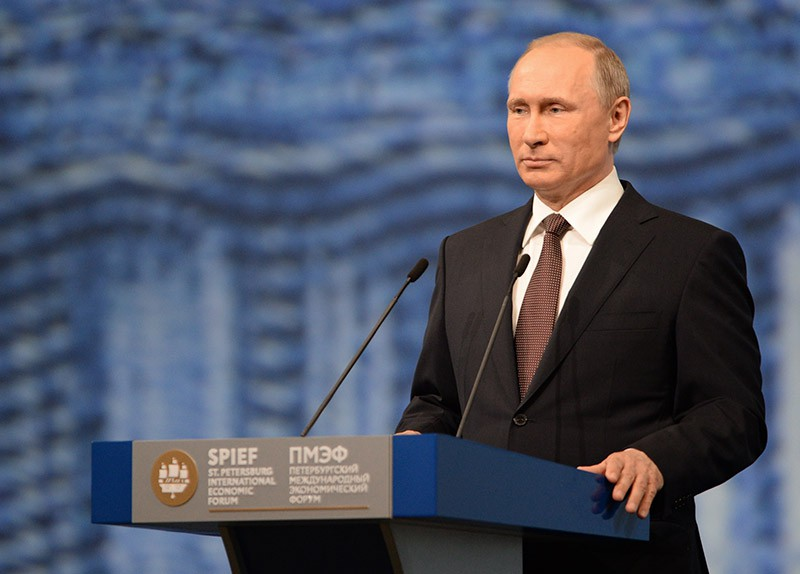 SPIEF
ST. PETERSBURG
INTERNATIONAL
ECONOMIC
FORUM
ПМЭФ
ПЕТЕРБУРГСКИЙ
МЕЖДУНАРОДНЫЙ
ЭКОНОМИЧЕСКИЙ
ФОРУМ